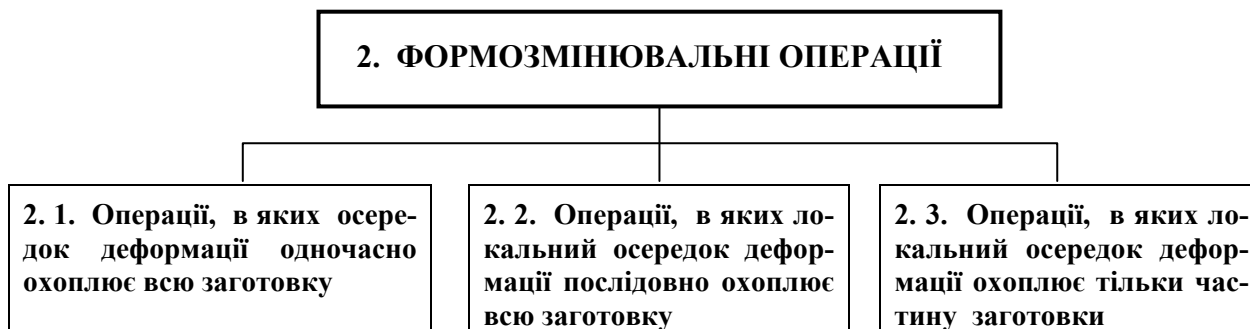 2. ФОРМОЗМІНЮВАЛЬНІ ОПЕРАЦІЇ
2. 1. Операції, в яких осере-
док деформації одночасно
охоплює всю заготовку
2. 2. Операції, в яких ло-
кальний осередок дефор-
мації послідовно охоплює
всю заготовку
2. 3. Операції, в яких ло-
кальний осередок дефор-
мації охоплює тільки час-
тину заготовки